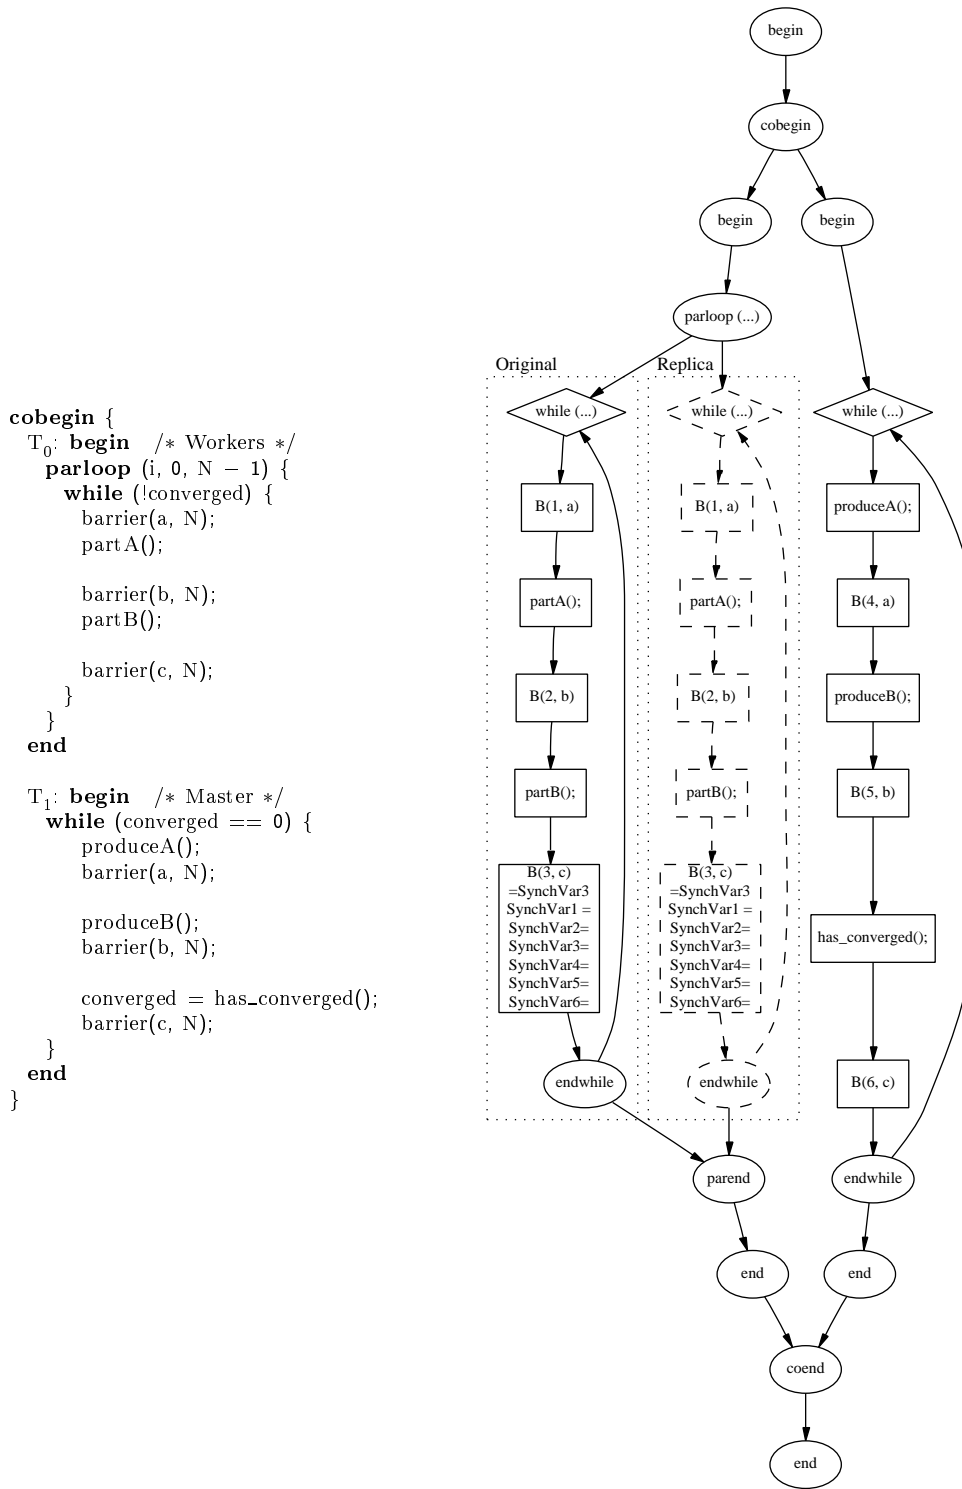 cobegin {
T0: begin /* Workers */
parloop (i, 0, N − 1) {
while (!converged) {
barrier(a, N);
partA();
barrier(b, N);
partB();
barrier(c, N);
}
}
end
T1: begin /* Master */
while (converged == 0) {
produceA();
barrier(a, N);
produceB();
barrier(b, N);
converged = has_converged();
barrier(c, N);
}
end
}
begin
cobegin
begin
begin
parloop (...)
Original
while (...)
B(1, a)
partA();
B(2, b)
partB();
B(3, c)
=SynchVar3
SynchVar1 =
SynchVar2=
SynchVar3=
SynchVar4=
SynchVar5=
SynchVar6=
endwhile
Replica
while (...)
B(1, a)
partA();
B(2, b)
partB();
B(3, c)
=SynchVar3
SynchVar1 =
SynchVar2=
SynchVar3=
SynchVar4=
SynchVar5=
SynchVar6=
endwhile
while (...)
produceA();
B(4, a)
produceB();
B(5, b)
has_converged();
B(6, c)
endwhile
parend
end
end
coend
end